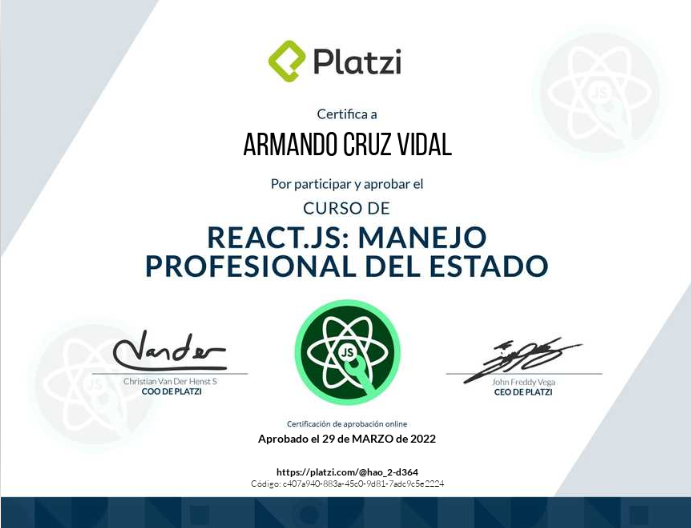 Platzi
Certifica a
ARMANDO CRUZ VIDAL
Por participar y aprobar el
CURSO DE
REACT.JS: MANEJO
PROFESIONAL DEL ESTADO
JS
Christian Van Der Henst S
COO DE PLATZI
John Freddy Vega
CEO DE PLATZI
Certificación de aprobación online
Aprobado el 29 de MARZO de 2022
https://platzi.com/@hao_2-d364
Código: c407a940-883a-45c0-9d81-7adc9c5e2224